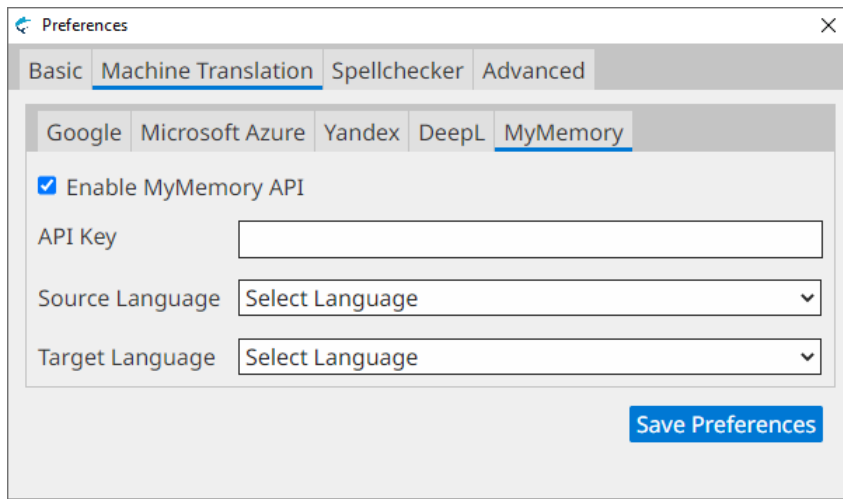 Preferences
Basic Machine Translation Spellchecker Advanced
Google Microsoft Azure Yandex DeepL MyMemory
Enable MyMemory API
API Key
Source Language Select Language
Target Language Select Language
Save Preferences